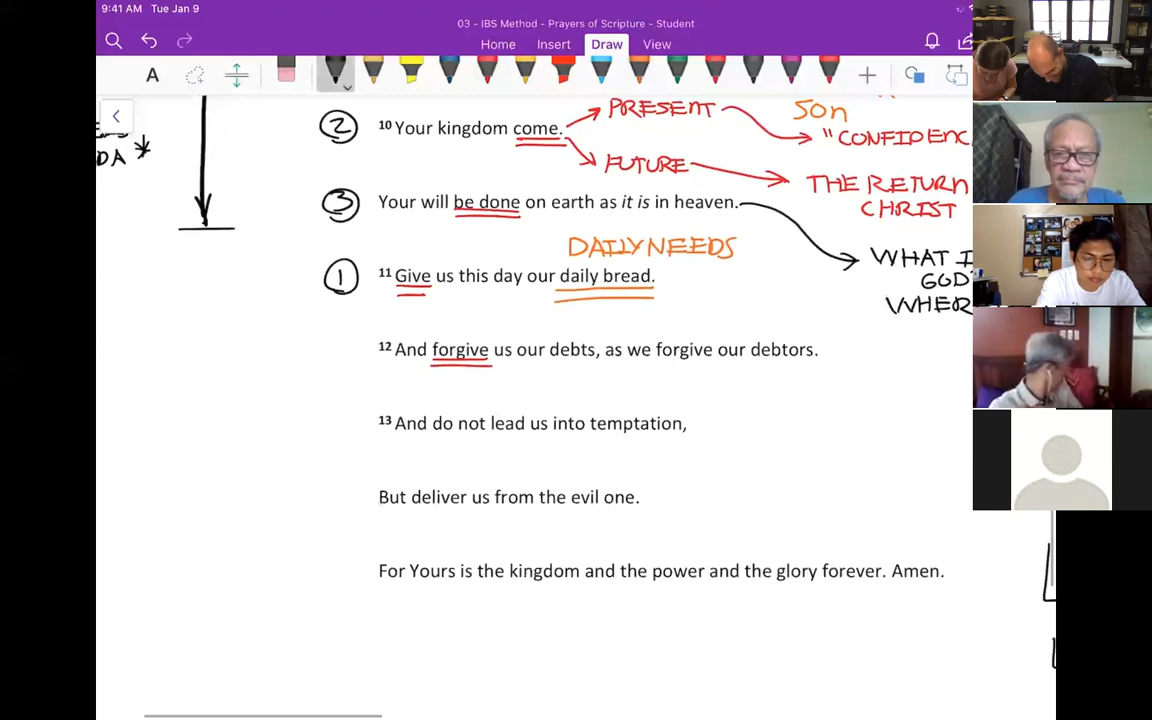 9:41 AM Tue Jan 9
03 - IBS Method - Prayers of Scripture - Student
Home Insert Draw View
A
SON
PRESENT
② 10 Your kingdom come.
"CONFIDENC
DA *
FUTURE
THE RETURN
CHRIST
③ Your will be done on earth as it is in heaven.
DAILY NEEDS
WHAT I
GOD
WHER
① 11 Give us this day our daily bread.
12 And forgive us our debts, as we forgive our debtors.
13 And do not lead us into temptation,
But deliver us from the evil one.
For Yours is the kingdom and the power and the glory forever. Amen.